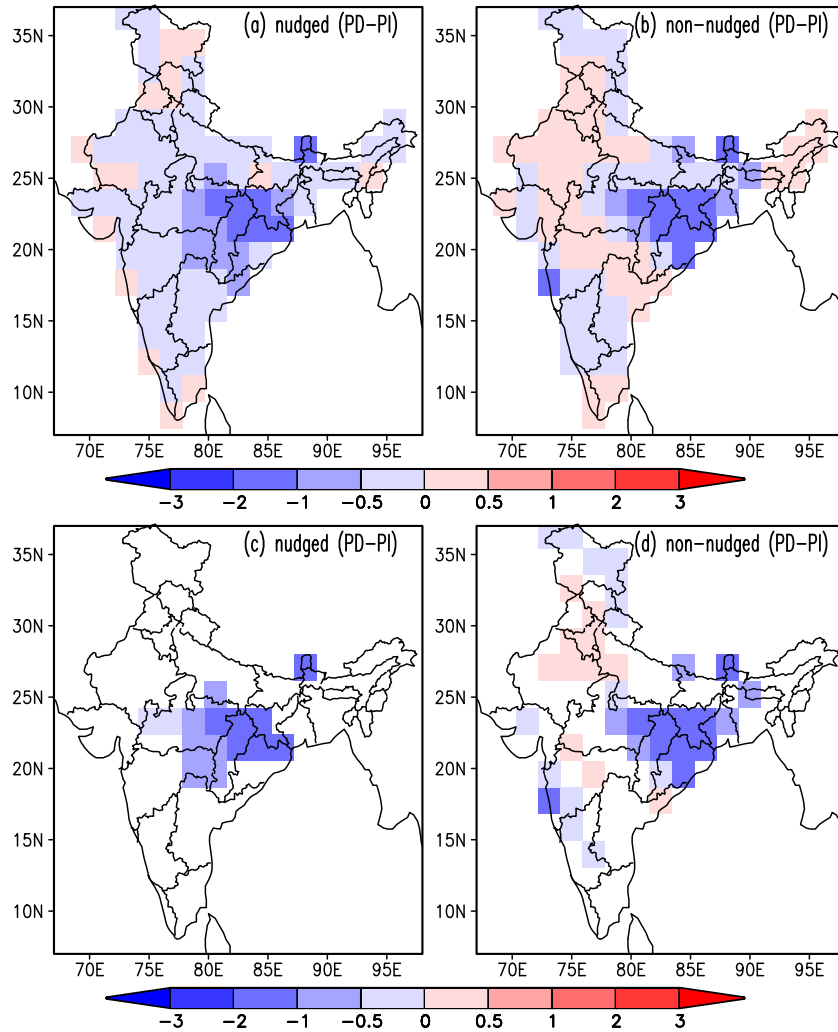 (a) nudged (PD-PI)
(b) non-nudged (PD-PI)
35N
30N
25N
20N
15N
10N
35N
30N
25N
20N
15N
10N
70E 75E 80E 85E 90E 95E
70E 75E 80E 85E 90E 95E
-3 -2 -1 -0.5 0 0.5 1 2 3
(c) nudged (PD-PI)
(d) non-nudged (PD-PI)
35N
30N
25N
20N
15N
10N
35N
30N
25N
20N
15N
10N
70E 75E 80E 85E 90E 95E
70E 75E 80E 85E 90E 95E
-3 -2 -1 -0.5 0 0.5 1 2 3